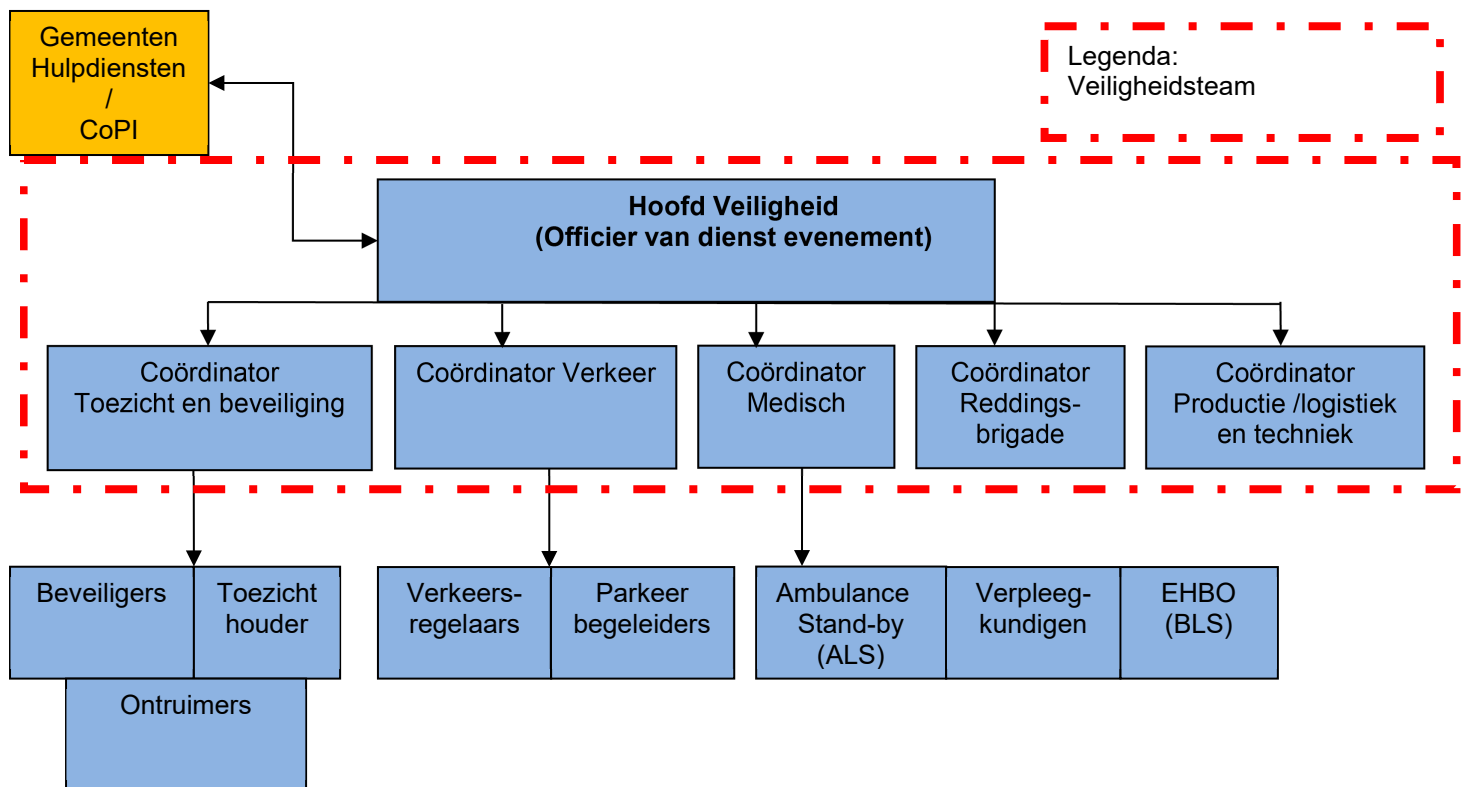 Gemeenten
Hulpdiensten
/
CoPI
Legenda:
Veiligheidsteam
Hoofd Veiligheid
(Officier van dienst evenement)
Coördinator
Toezicht en beveiliging
Coördinator Verkeer
Coördinator
Medisch
Coördinator
Reddings-
brigade
Coördinator
Productie /logistiek
en techniek
Beveiligers
Toezicht
houder
Verkeers-
regelaars
Parkeer
begeleiders
Ambulance
Stand-by
(ALS)
Verpleeg-
kundigen
EHBO
(BLS)
Ontruimers